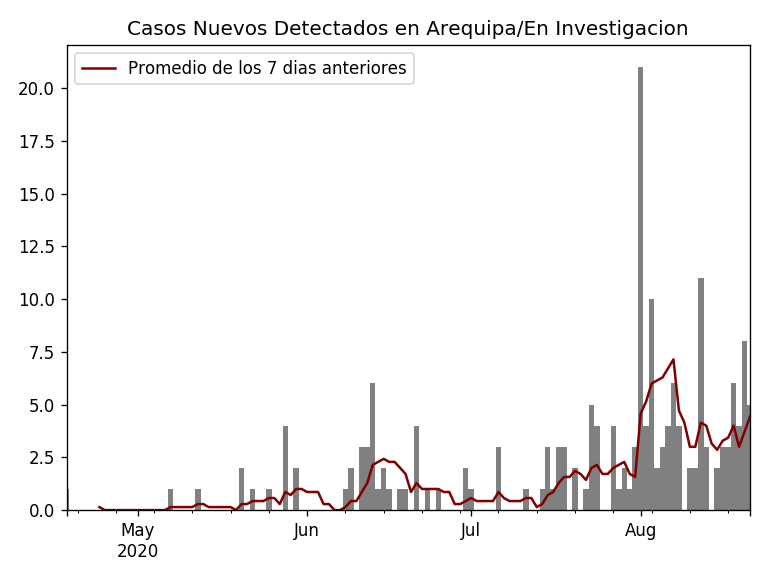 Casos Nuevos Detectados en Arequipa/En Investigacion
Promedio de los 7 dias anteriores
20.0
17.5
15.0
12.5
10.0
7.5
5.0
2.5
0.0
May
2020
Jun
Jul
Aug